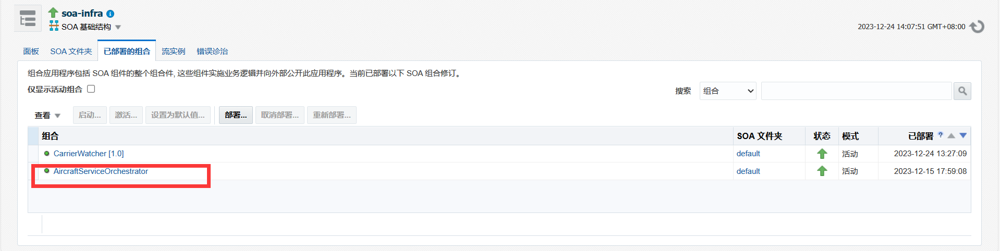 soa-infra
SOA 基础结构
2023-12-24 14:07:51 GMT+08:00
面板 SOA 文件夹 已部署的组合 流实例 错误诊治
组合应用程序包括 SOA 组件的整个组合件, 这些组件实施业务逻辑并向外部公开此应用程序。当前已部署以下 SOA 组合修订。
仅显示活动组合
搜索 组合
查看 启动... 激活... 设置为默认值... 部署... 取消部署... 重新部署...
组合 SOA 文件夹 状态 模式 已部署 ?
CarrierWatcher [1.0] default 活动 2023-12-24 13:27:09
AircraftServiceOrchestrator default 活动 2023-12-15 17:59:08